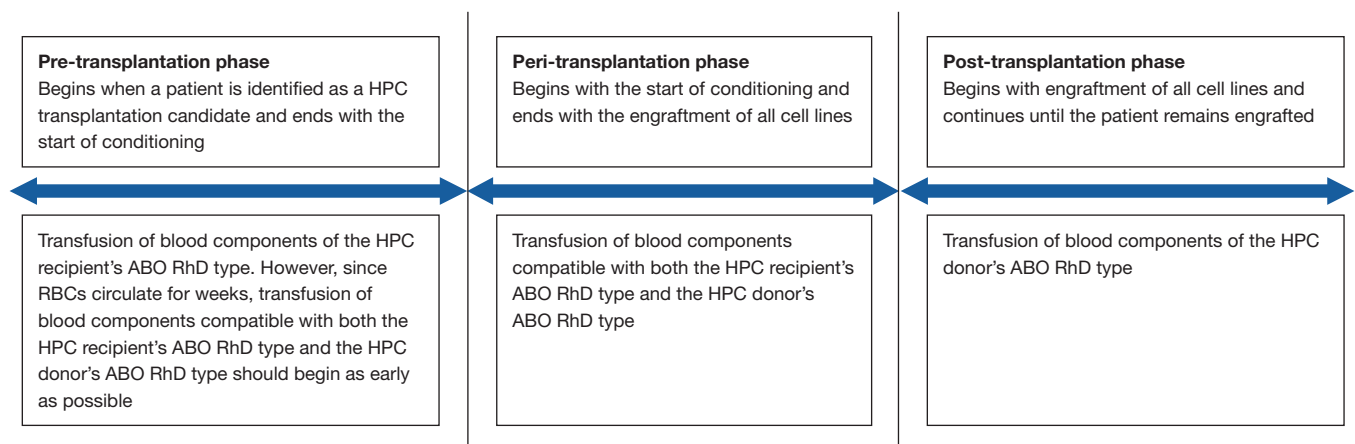 Pre-transplantation phase
Begins when a patient is identified as a HPC
transplantation candidate and ends with the
start of conditioning
Peri-transplantation phase
Begins with the start of conditioning and
ends with the engraftment of all cell lines
Post-transplantation phase
Begins with engraftment of all cell lines and
continues until the patient remains engrafted
Transfusion of blood components of the HPC
recipient's ABO RhD type. However, since
RBCs circulate for weeks, transfusion of
blood components compatible with both the
HPC recipient's ABO RhD type and the HPC
donor's ABO RhD type should begin as early
as possible
Transfusion of blood components
compatible with both the HPC recipient's
ABO RhD type and the HPC donor's
ABO RhD type
Transfusion of blood components of the HPC
donor's ABO RhD type